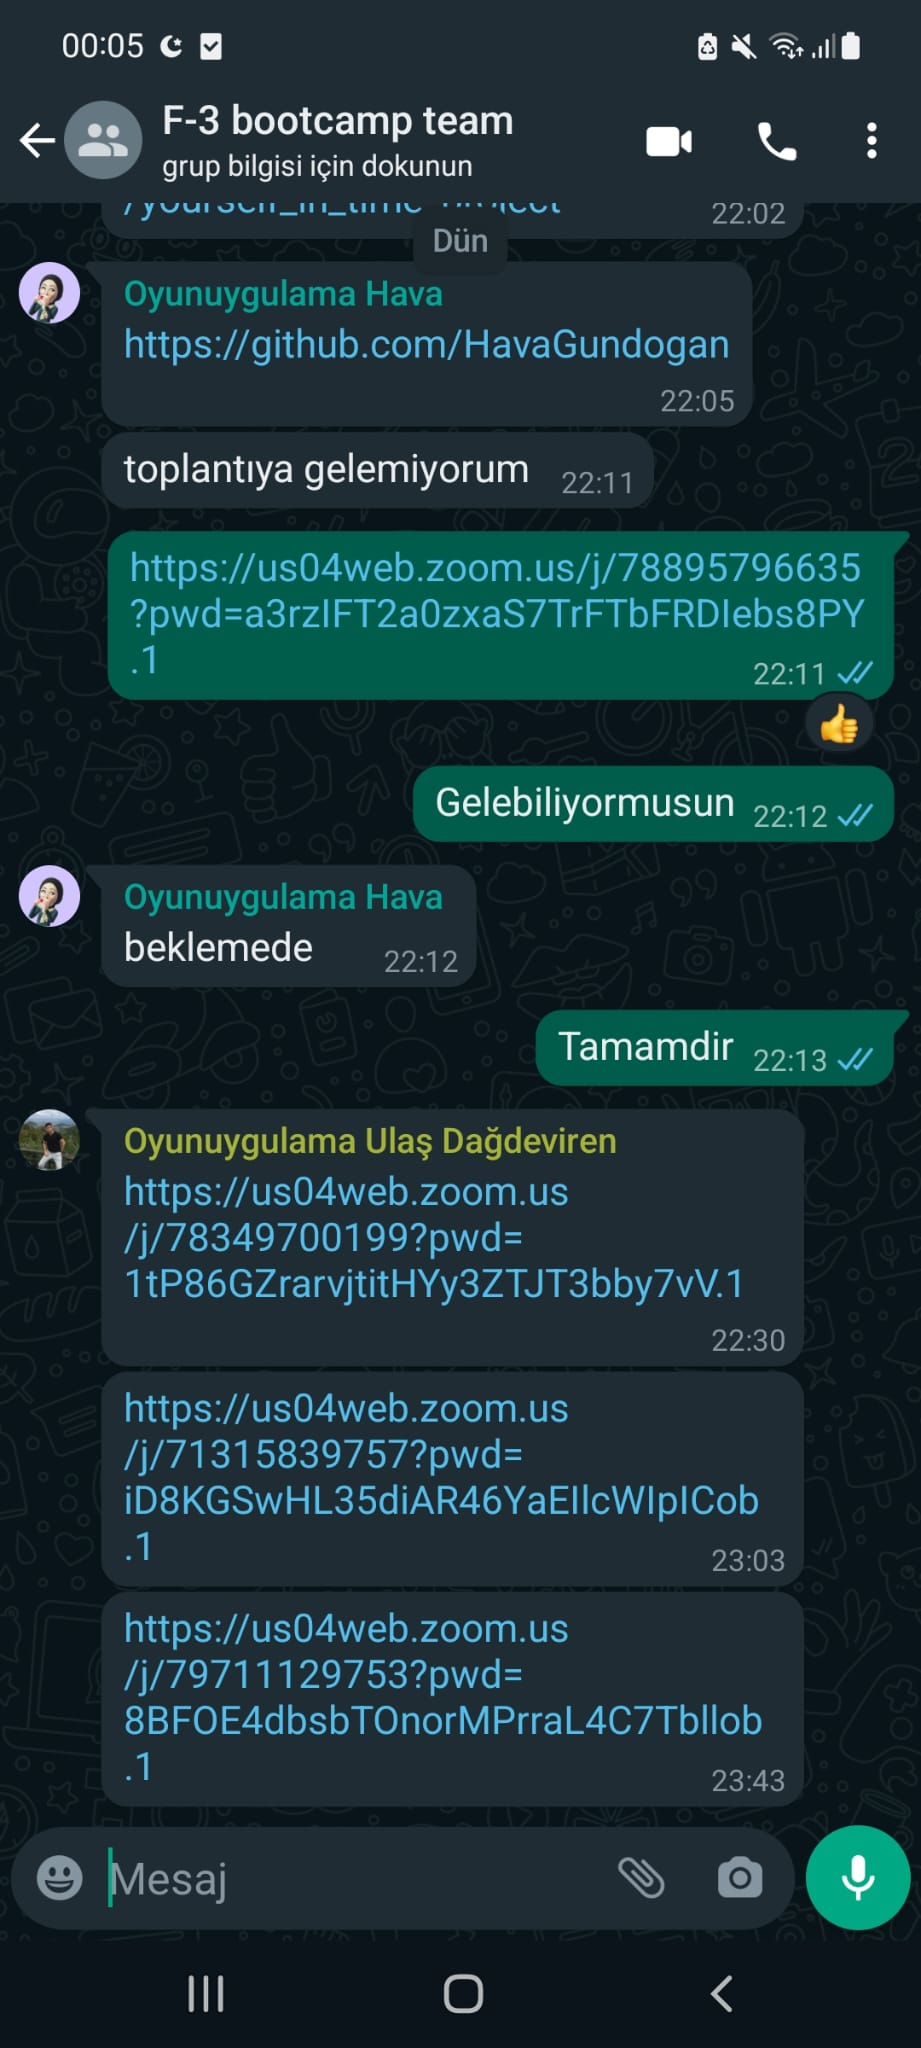 00:05
F-3 bootcamp team
grup bilgisi için dokunun
/yourself_in_time-Project
22:02
Dün
Oyunuygulama Hava
https://github.com/HavaGundogan
22:05
toplantıya gelemiyorum 22:11
https://us04web.zoom.us/j/78895796635
?pwd=a3rzIFT2a0zxaS7TrFTbFRDIebs8PY
.1
22:11
Gelebiliyormusun 22:12
Oyunuygulama Hava
beklemede 22:12
Tamamdir 22:13
Oyunuygulama Ulaş Dağdeviren
https://us04web.zoom.us
/j/78349700199?pwd=
1tP86GZrarvjtitHYy3ZTJT3bby7vV.1
22:30
https://us04web.zoom.us
/j/71315839757?pwd=
iD8KGSwHL35diAR46YaEIlcWIpICob
.1
23:03
https://us04web.zoom.us
/j/79711129753?pwd=
8BFOE4dbsbTOnorMPrraL4C7Tbllob
.1
23:43
Mesaj